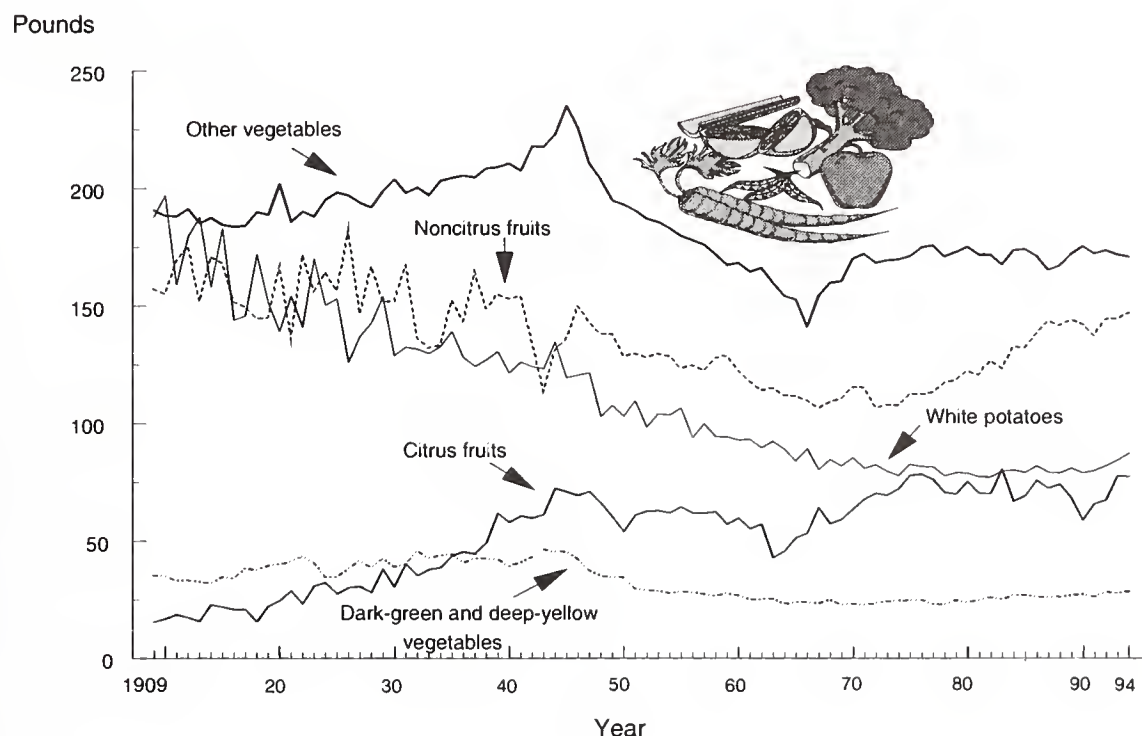 Pounds
250
Other vegetables
200
Noncitrus fruits
150
White potatoes
100
Citrus fruits
50
Dark-green and deep-yellow
vegetables
0
1909 20 30 40 50 60 70 80 90 94
Year